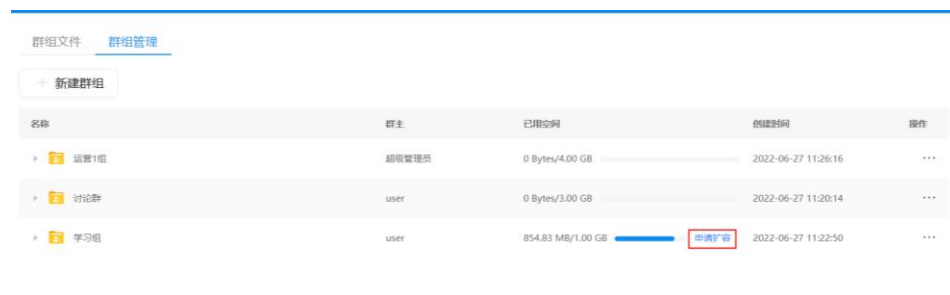 群组文件 群组管理
+ 新建群组
名称 群主 已用空间 创建时间 操作
运营1组 超级管理员 0 Bytes/4.00 GB 2022-06-27 11:26:16 ...
讨论群 user 0 Bytes/3.00 GB 2022-06-27 11:20:14 ...
学习组 user 854.83 MB/1.00 GB 申请扩容 2022-06-27 11:22:50 ...